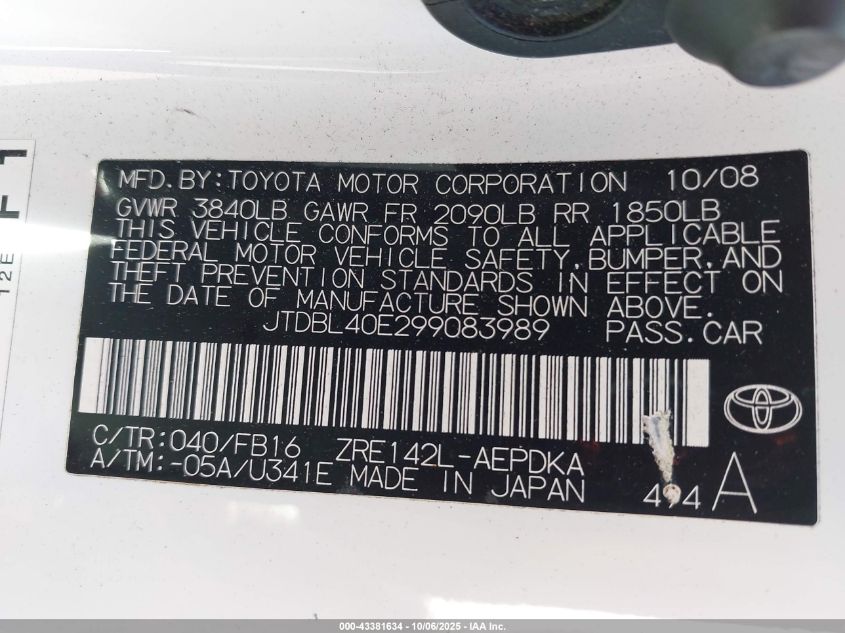 MFD.BY:TOYOTA MOTOR CORPORATION 10/08
GVWR 3840LB GAWR FR 2090LB RR 1850LB
THIS VEHICLE CONFORMS TO ALL APPLICABLE
FEDERAL MOTOR VEHICLE SAFETY,BUMPER,AND
THEFT PREVENTION STANDARDS IN EFFECT ON
THE DATE OF MANUFACTURE SHOWN ABOVE.
JTDBL40E299083989 PASS.CAR
C/TR:040/FB16 ZRE142L-AEPDKA
A/TM:-05A/U341E MADE IN JAPAN 494 A
12E
000-43381634 | 10/06/2025 | IAA Inc.